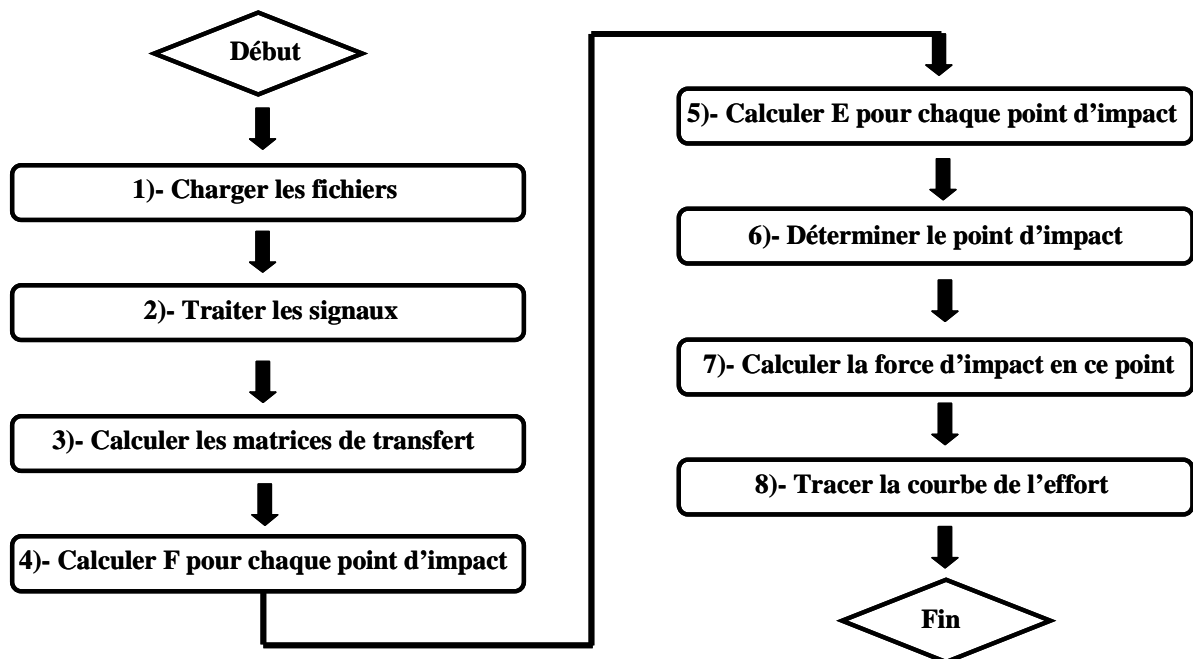 Début
1)- Charger les fichiers
2)- Traiter les signaux
3)- Calculer les matrices de transfert
4)- Calculer F pour chaque point d’impact
5)- Calculer E pour chaque point d’impact
6)- Déterminer le point d’impact
7)- Calculer la force d’impact en ce point
8)- Tracer la courbe de l’effort
Fin